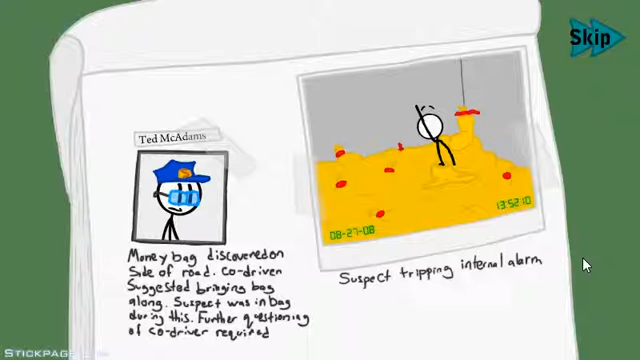 Skip
Ted McAdams
Money bag discovered on
Side of road. Co-driven
Suggested bringing bag
along. Suspect was in bag
during this. Further questioning
of co-driver required
08-27-08
13:52:10
Suspect tripping internal alarm